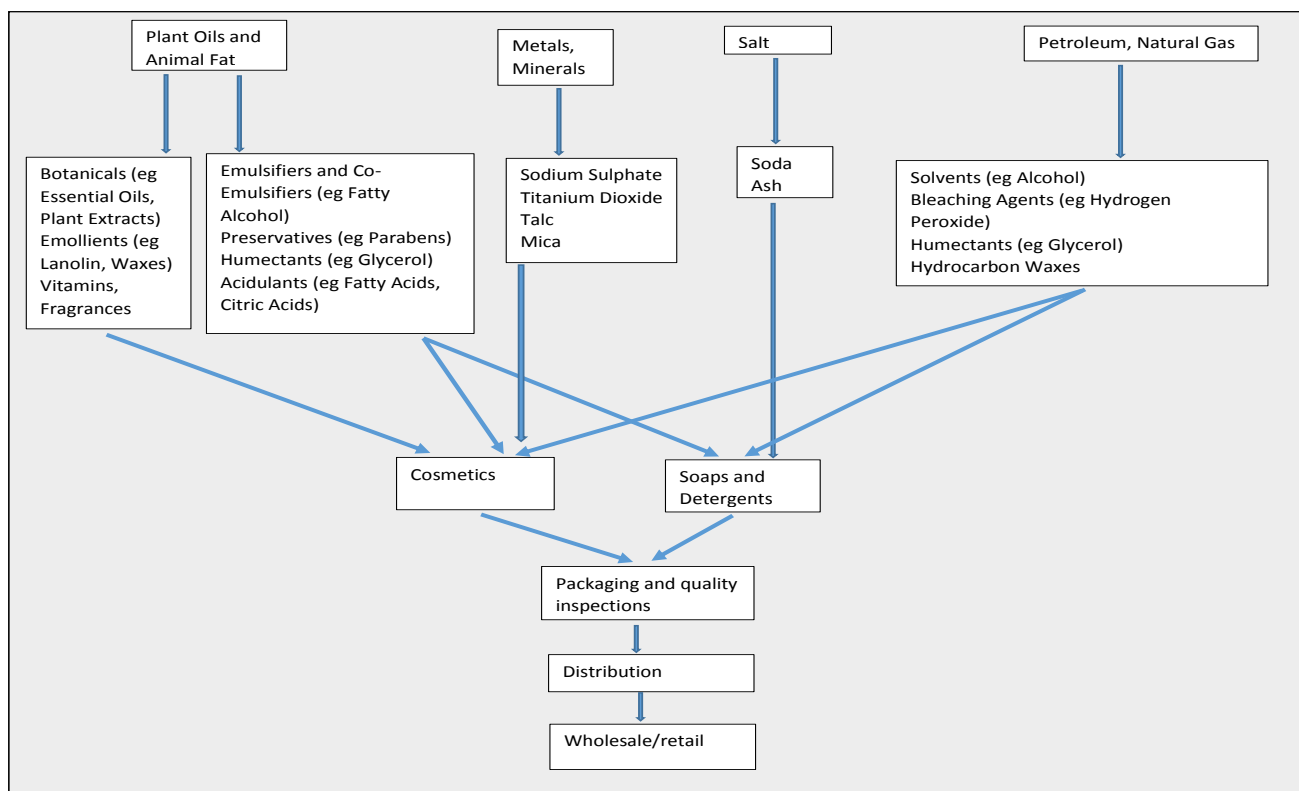 Plant Oils and
Animal Fat
Metals,
Minerals
Salt
Petroleum, Natural Gas
Botanicals (eg
Essential Oils,
Plant Extracts)
Emollients (eg
Lanolin, Waxes)
Vitamins,
Fragrances
Emulsifiers and Co-
Emulsifiers (eg Fatty
Alcohol)
Preservatives (eg Parabens)
Humectants (eg Glycerol)
Acidulants (eg Fatty Acids,
Citric Acids)
Sodium Sulphate
Titanium Dioxide
Talc
Mica
Soda
Ash
Solvents (eg Alcohol)
Bleaching Agents (eg Hydrogen
Peroxide)
Humectants (eg Glycerol)
Hydrocarbon Waxes
Cosmetics
Soaps and
Detergents
Packaging and quality
inspections
Distribution
Wholesale/retail